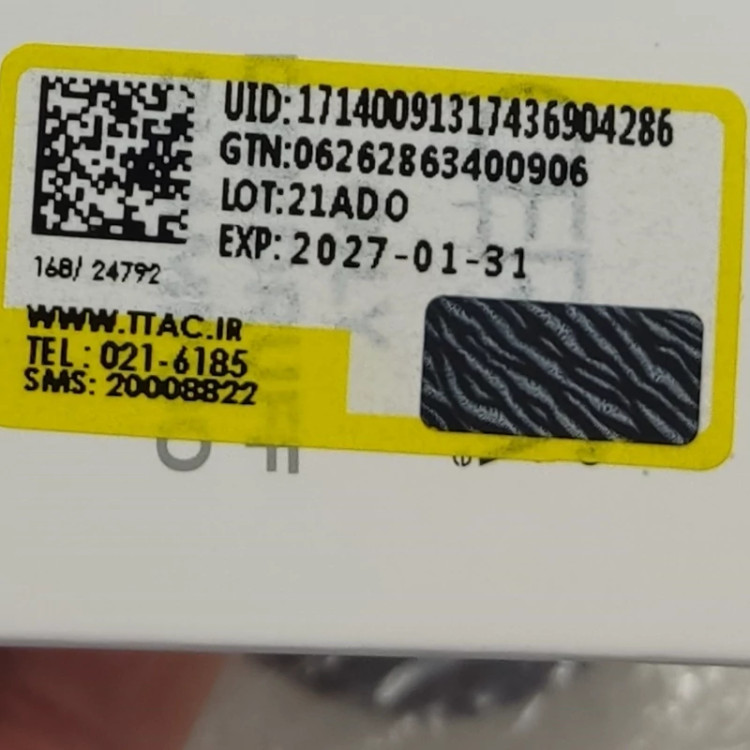 UID:17140091317436904286
GTN:06262863400906
LOT:21ADO
EXP: 2027-01-31
168/ 24792
WWW.TTAC.IR
TEL: 021-6185
SMS: 20008822